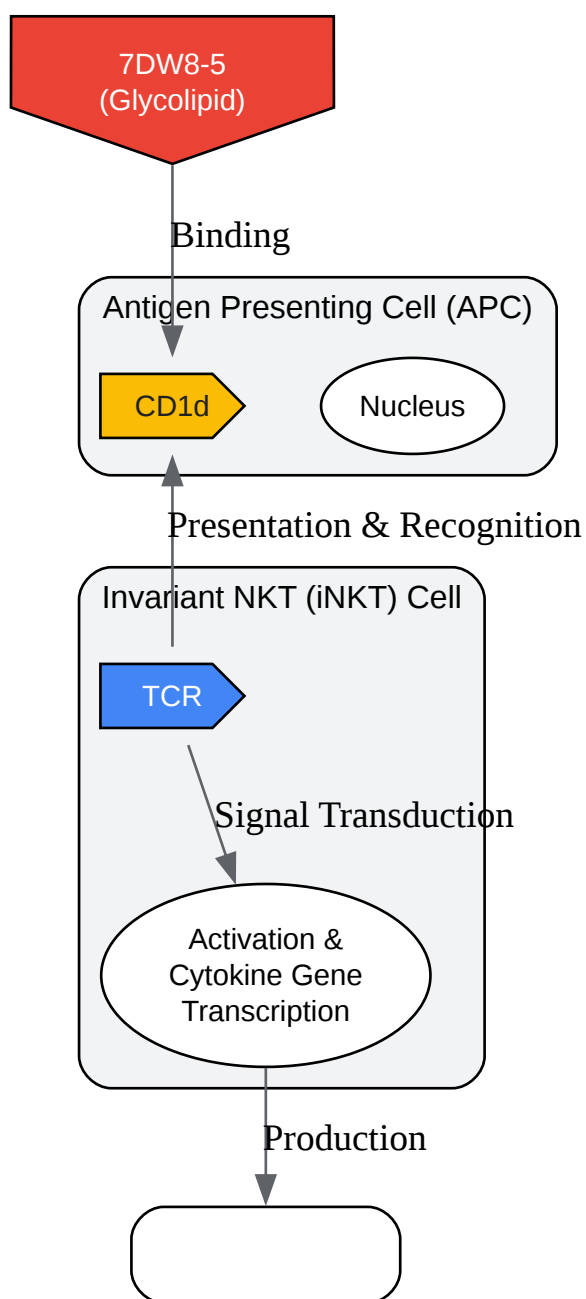 7DW8-5
(Glycolipid)
Binding
Antigen Presenting Cell (APC)
CD1d
Nucleus
Presentation & Recognition
Invariant NKT (iNKT) Cell
TCR
Signal Transduction
Activation &
Cytokine Gene
Transcription
Production